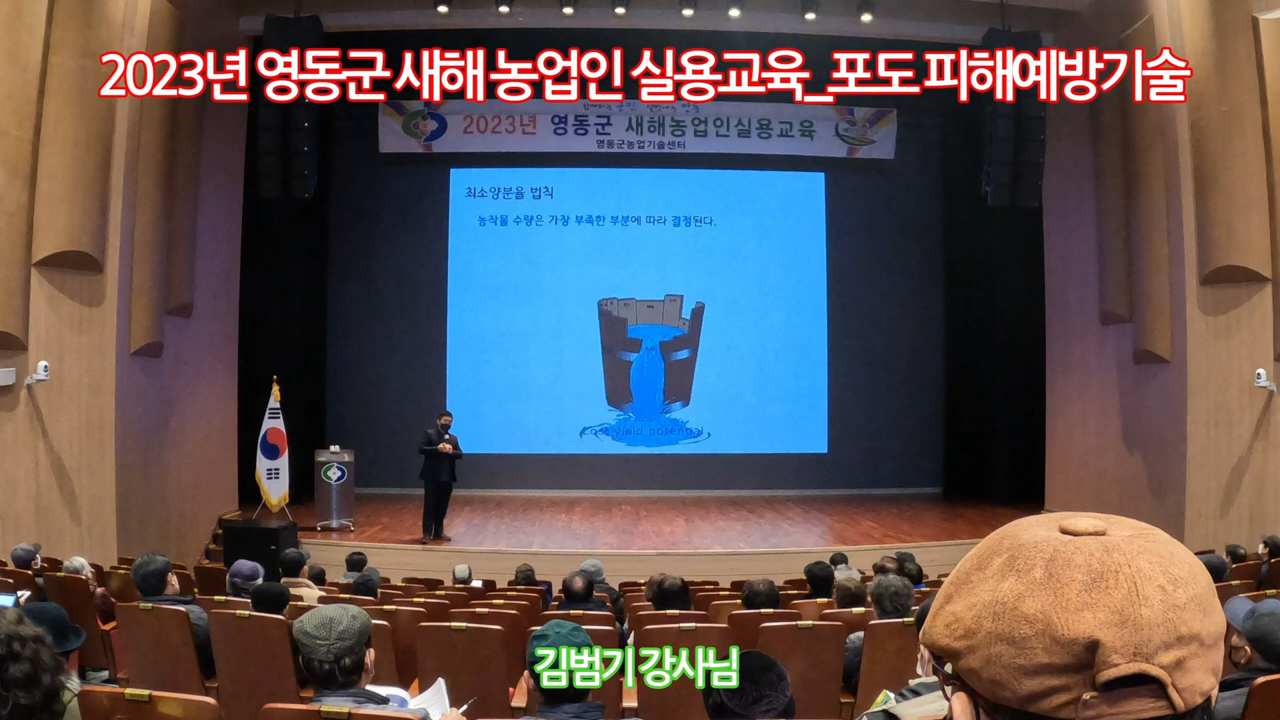 2023년 영동군 새해 농업인 실용교육_포도 피해예방기술
2023년 영동군 새해농업인실용교육
영동군농업기술센터
최소양분율 법칙
농작물 수량은 가장 부족한 부분에 따라 결정된다.
Lost yield potential
김범기 강사님